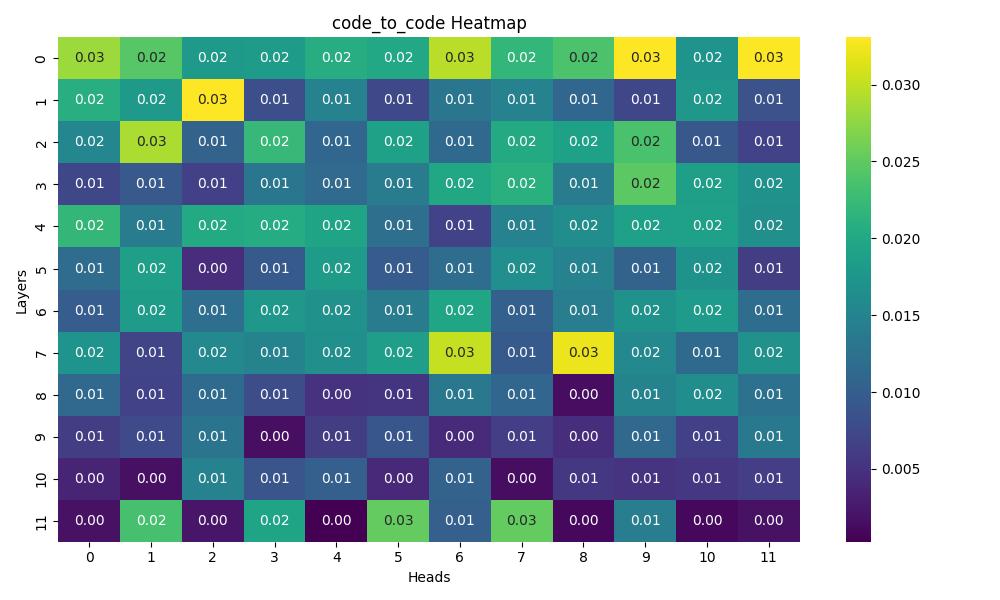 code_to_code Heatmap
0 0.03 0.02 0.02 0.02 0.02 0.02 0.03 0.02 0.02 0.03 0.02 0.03
1 0.02 0.02 0.03 0.01 0.01 0.01 0.01 0.01 0.01 0.01 0.02 0.01
2 0.02 0.03 0.01 0.02 0.01 0.02 0.01 0.02 0.02 0.02 0.01 0.01
3 0.01 0.01 0.01 0.01 0.01 0.01 0.02 0.02 0.01 0.02 0.02 0.02
4 0.02 0.01 0.02 0.02 0.02 0.01 0.01 0.01 0.02 0.02 0.02 0.02
5 0.01 0.02 0.00 0.01 0.02 0.01 0.01 0.02 0.01 0.01 0.02 0.01
6 0.01 0.02 0.01 0.02 0.02 0.01 0.02 0.01 0.01 0.02 0.02 0.01
7 0.02 0.01 0.02 0.01 0.02 0.02 0.03 0.01 0.03 0.02 0.01 0.02
8 0.01 0.01 0.01 0.01 0.00 0.01 0.01 0.01 0.00 0.01 0.02 0.01
9 0.01 0.01 0.01 0.00 0.01 0.01 0.00 0.01 0.00 0.01 0.01 0.01
10 0.00 0.00 0.01 0.01 0.01 0.00 0.01 0.00 0.01 0.01 0.01 0.01
11 0.00 0.02 0.00 0.02 0.00 0.03 0.01 0.03 0.00 0.01 0.00 0.00
0 1 2 3 4 5 6 7 8 9 10 11
Heads
Layers
0.030
0.025
0.020
0.015
0.010
0.005